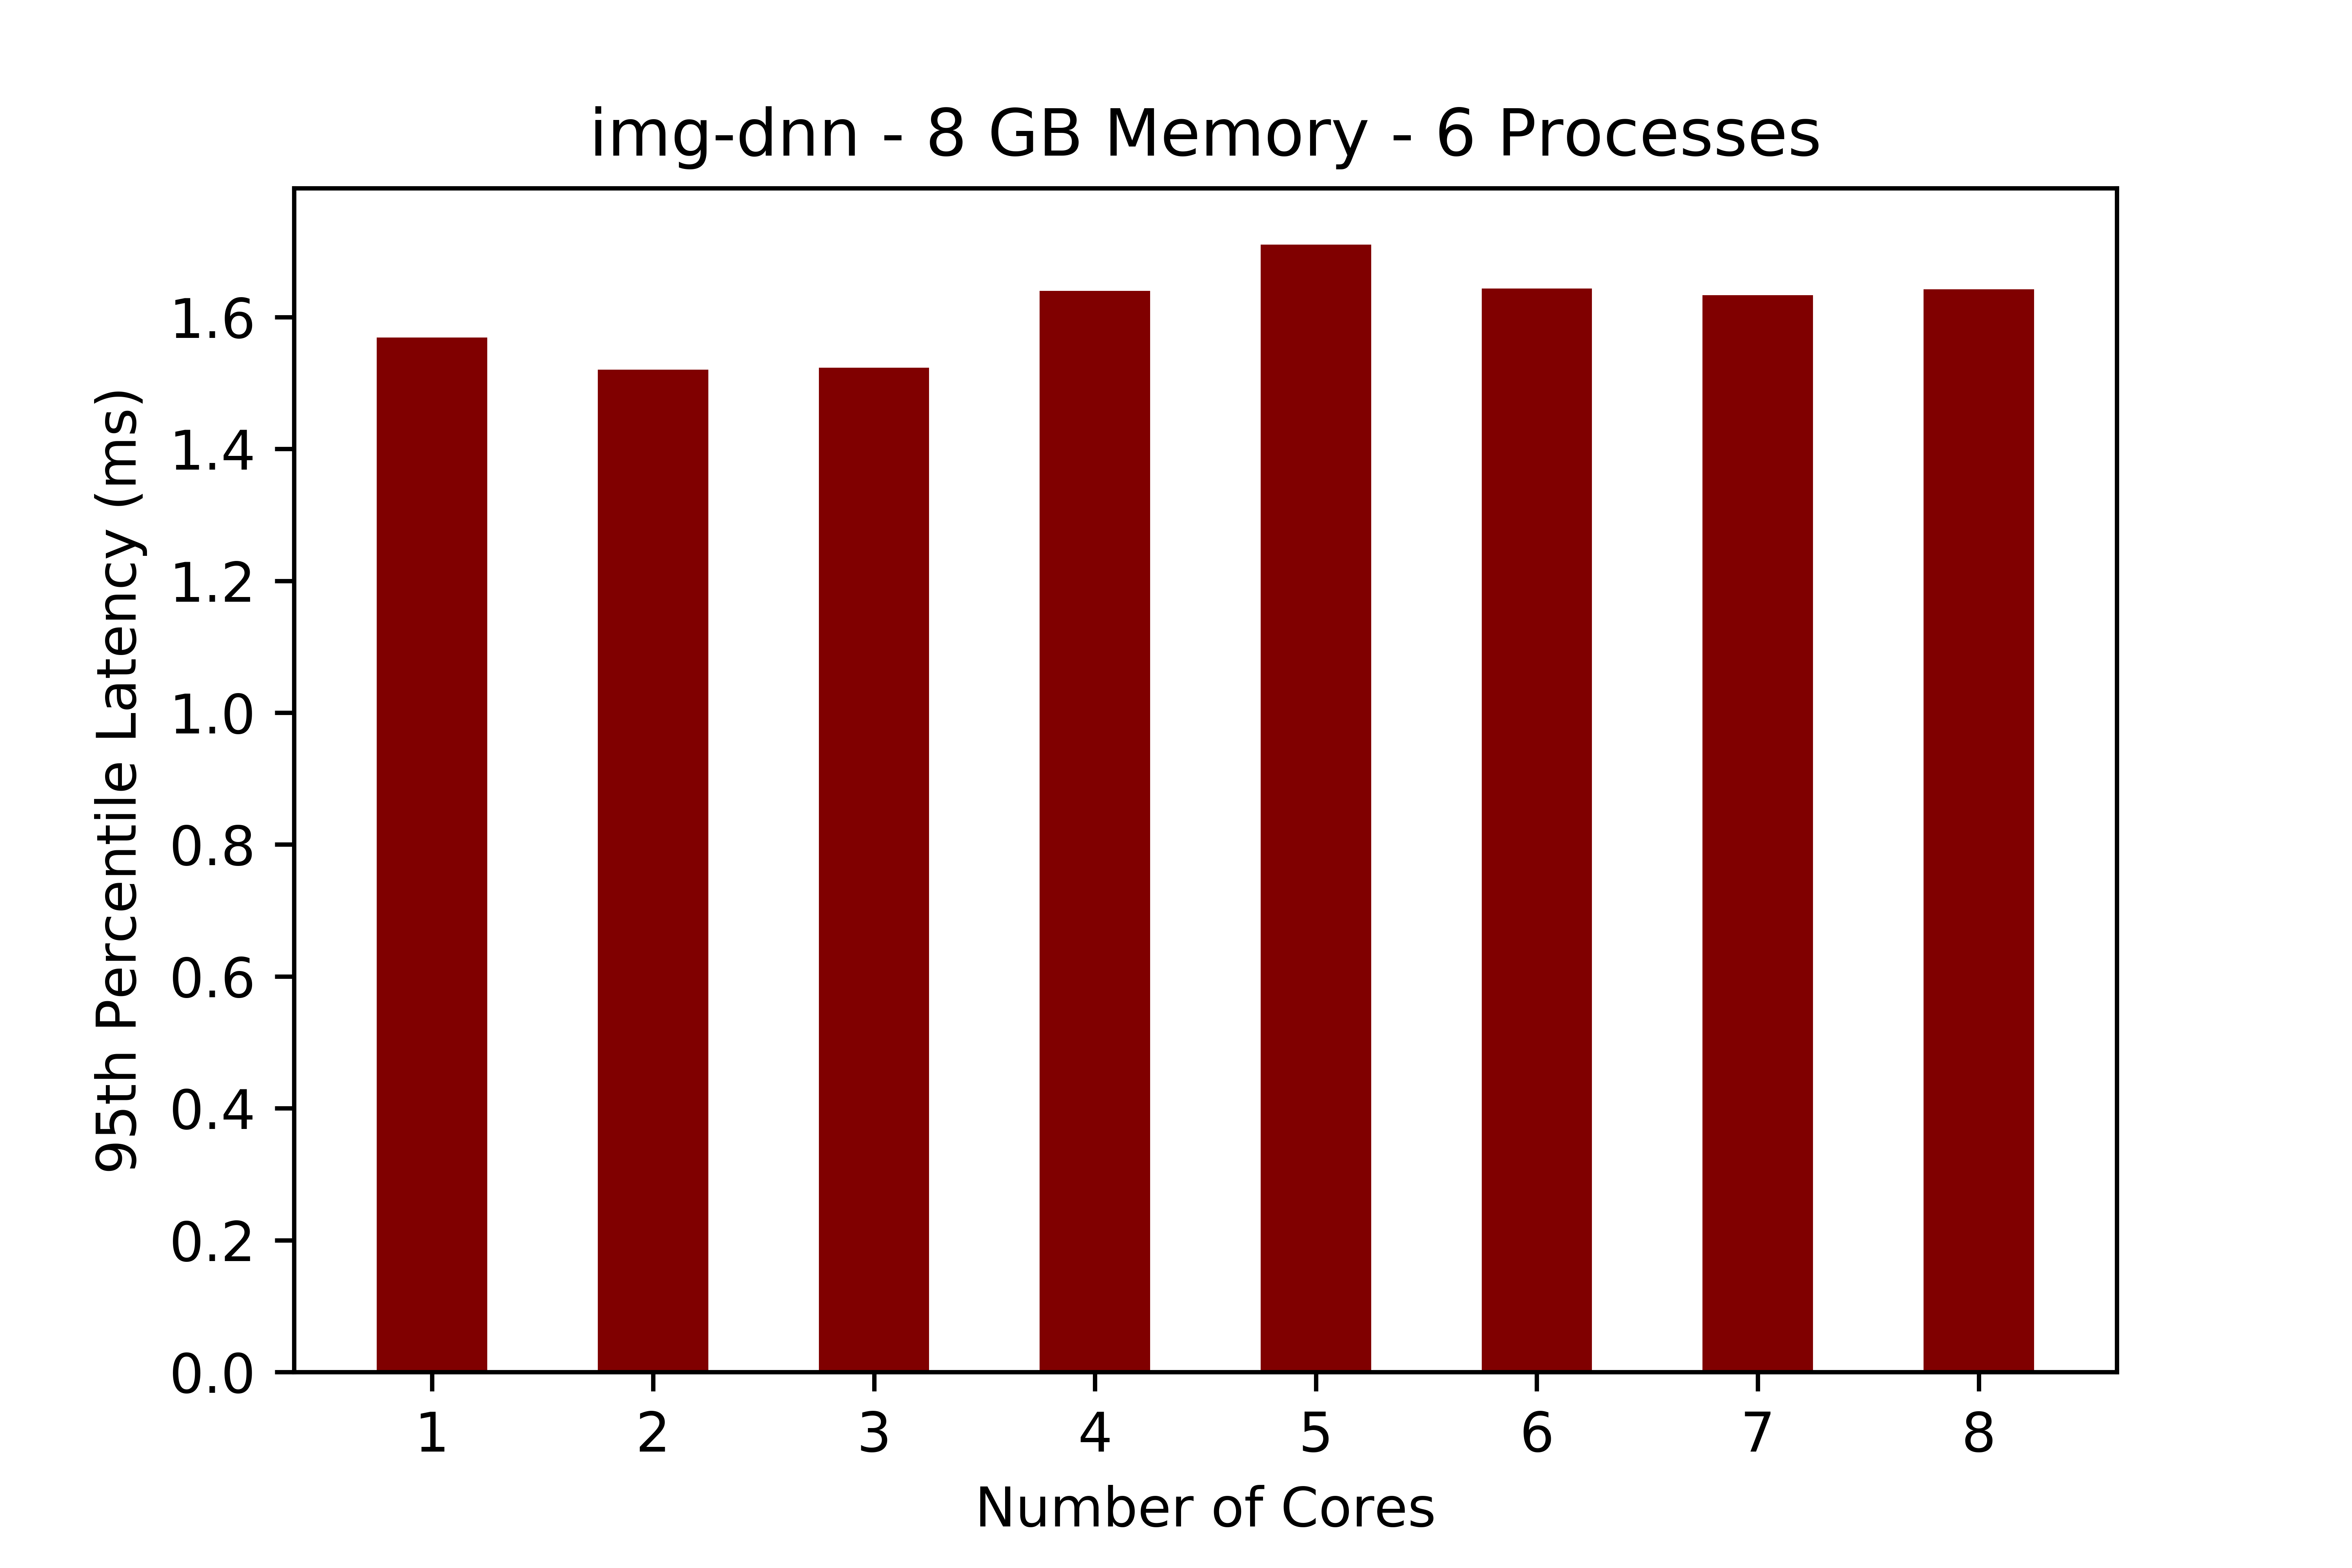 img-dnn - 8 GB Memory - 6 Processes
95th Percentile Latency (ms)
1.6
1.4
1.2
1.0
0.8
0.6
0.4
0.2
0.0
1 2 3 4 5 6 7 8
Number of Cores